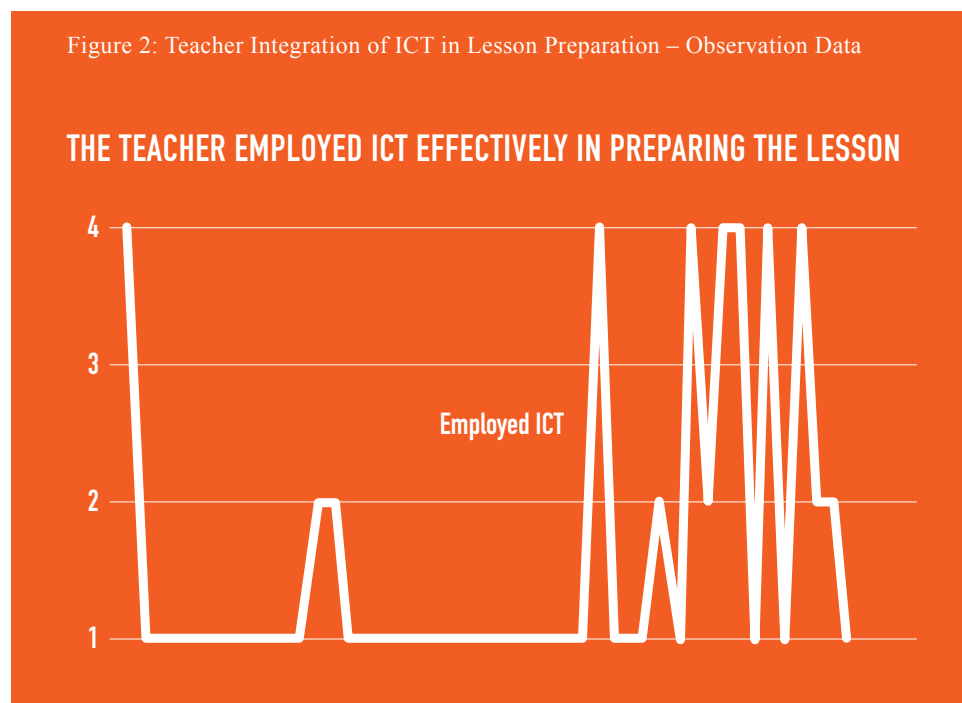 Figure 2: Teacher Integration of ICT in Lesson Preparation – Observation Data
THE TEACHER EMPLOYED ICT EFFECTIVELY IN PREPARING THE LESSON
4
3
Employed ICT
2
1